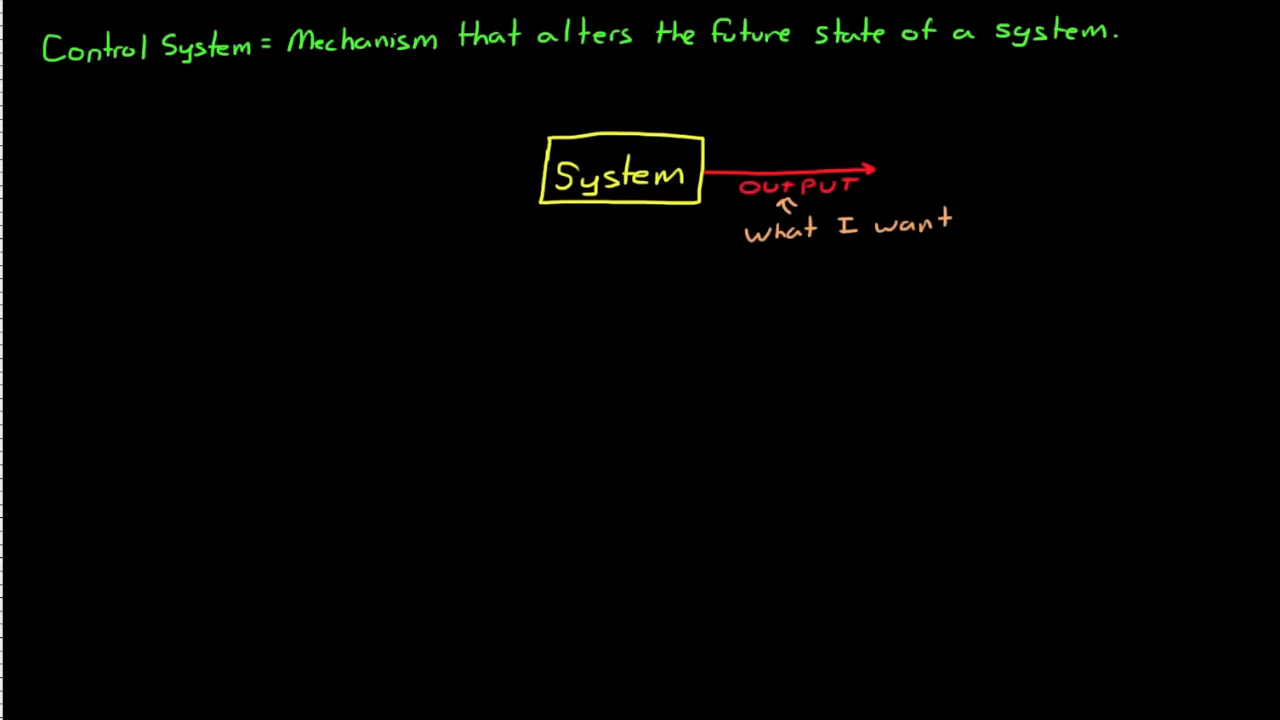 Control System = Mechanism that alters the future state of a system.
System
OUTPUT
what I want